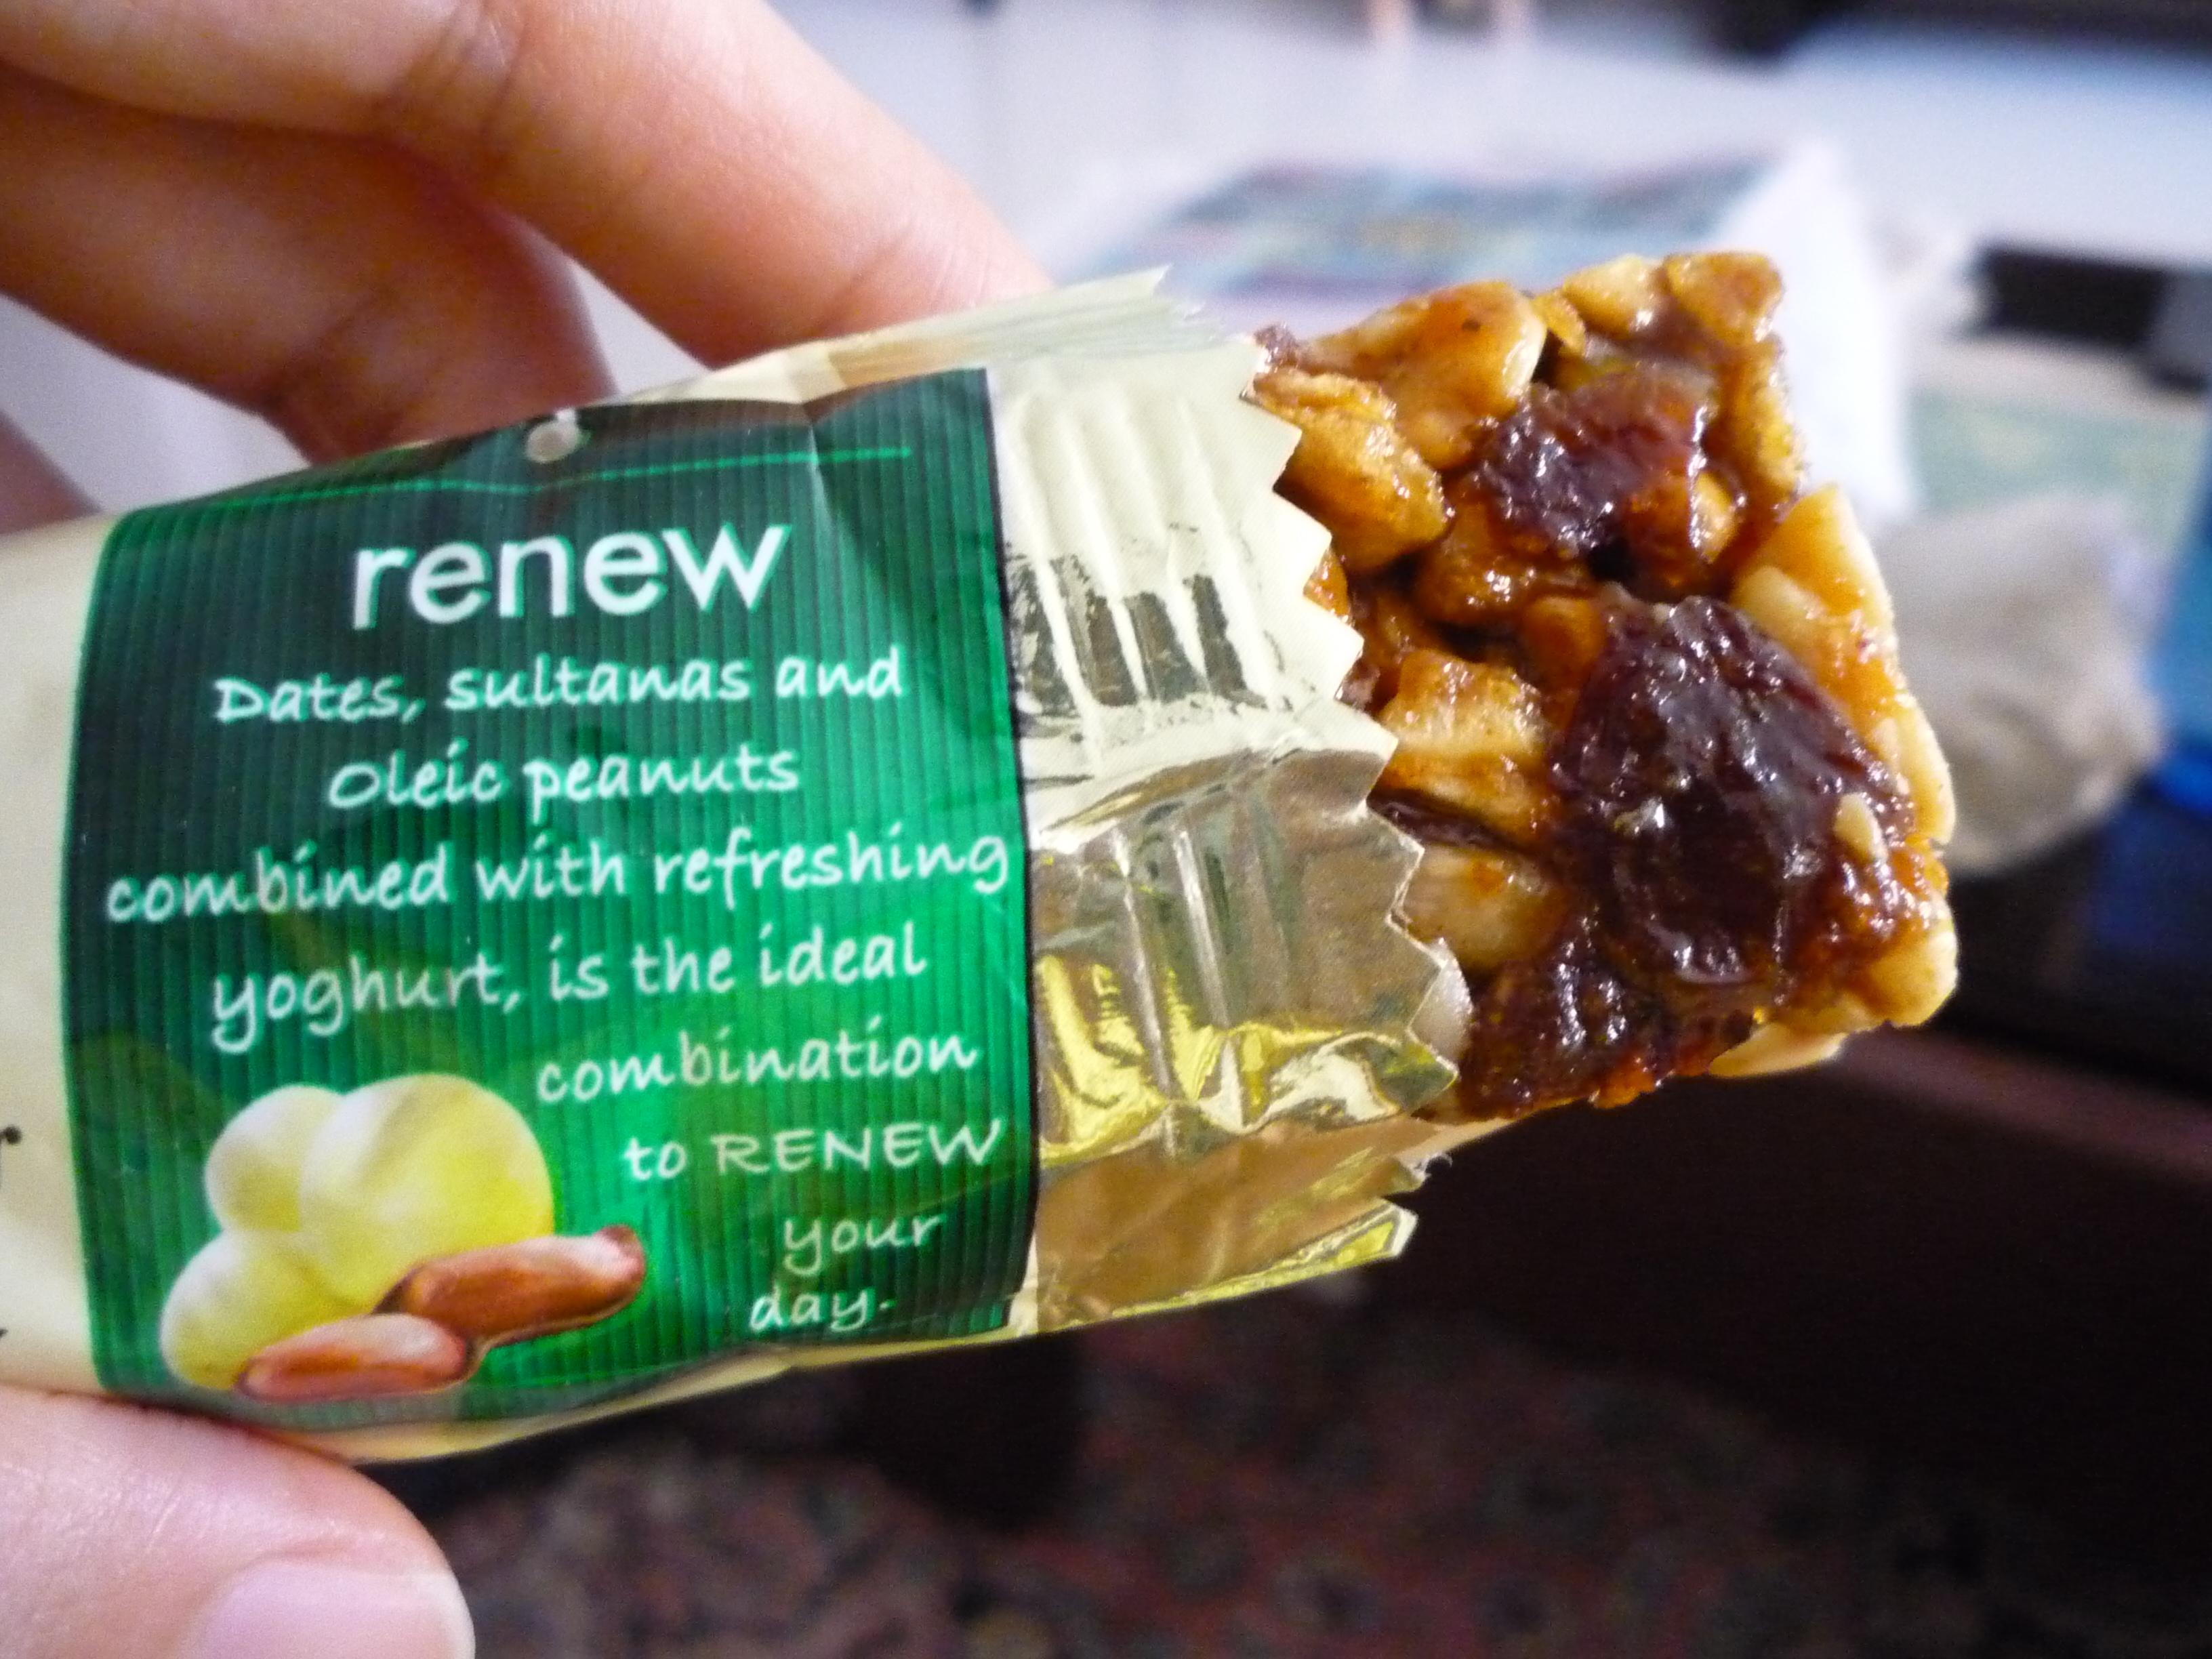 renew
Dates, sultanas and
Oleic peanuts
combined with refreshing
yoghurt, is the ideal
combination
to RENEW
your
day.